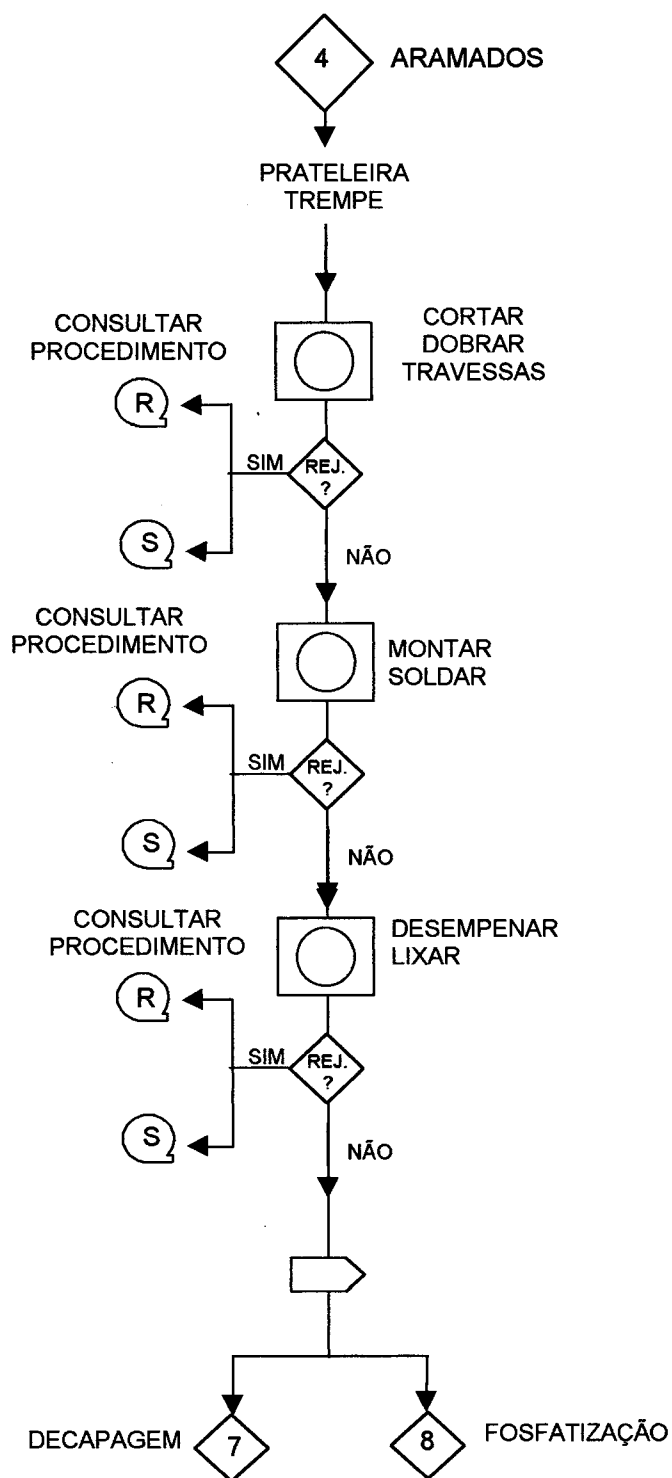 4 ARAMADOS
PRATELEIRA
TREMPE
CONSULTAR
PROCEDIMENTO
CORTAR
DOBRAR
TRAVESSAS
R
SIM
REJ.
?
S
NÃO
CONSULTAR
PROCEDIMENTO
MONTAR
SOLDAR
R
SIM
REJ.
?
S
NÃO
CONSULTAR
PROCEDIMENTO
DESEMPENAR
LIXAR
R
SIM
REJ.
?
S
NÃO
DECAPAGEM 7
8 FOSFATIZAÇÃO